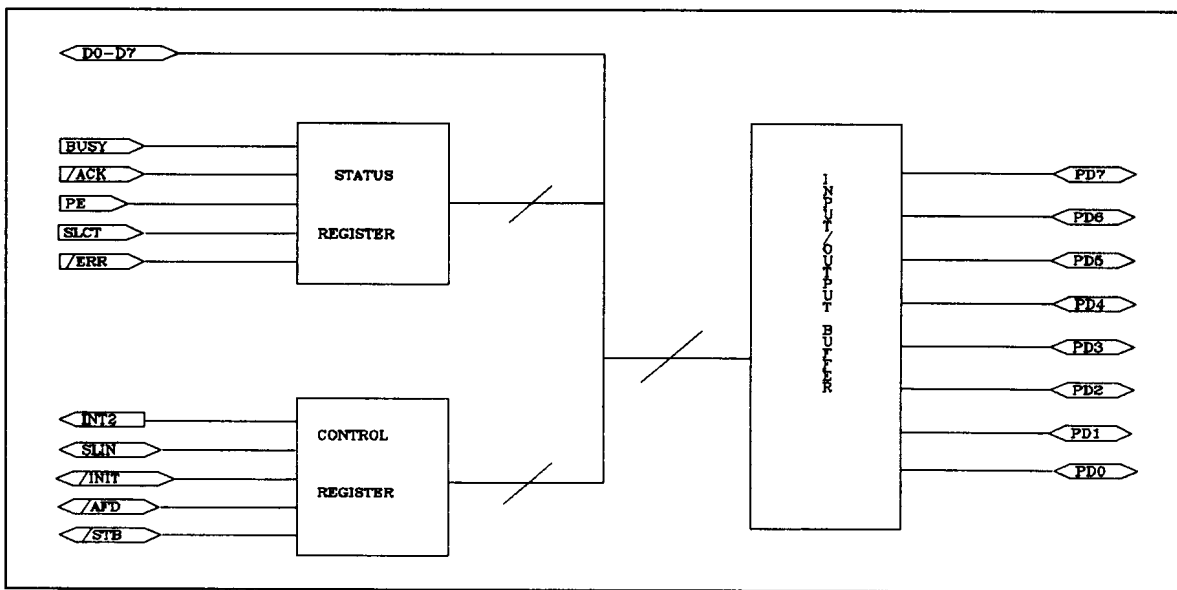 D0-D7
BUSY
/ACK
PE
SLCT
/ERR
STATUS
REGISTER
INT2
SLIN
/INIT
/AFD
/STB
CONTROL
REGISTER
INPUT/OUTPUT BUFFER
PD7
PD6
PD5
PD4
PD3
PD2
PD1
PD0